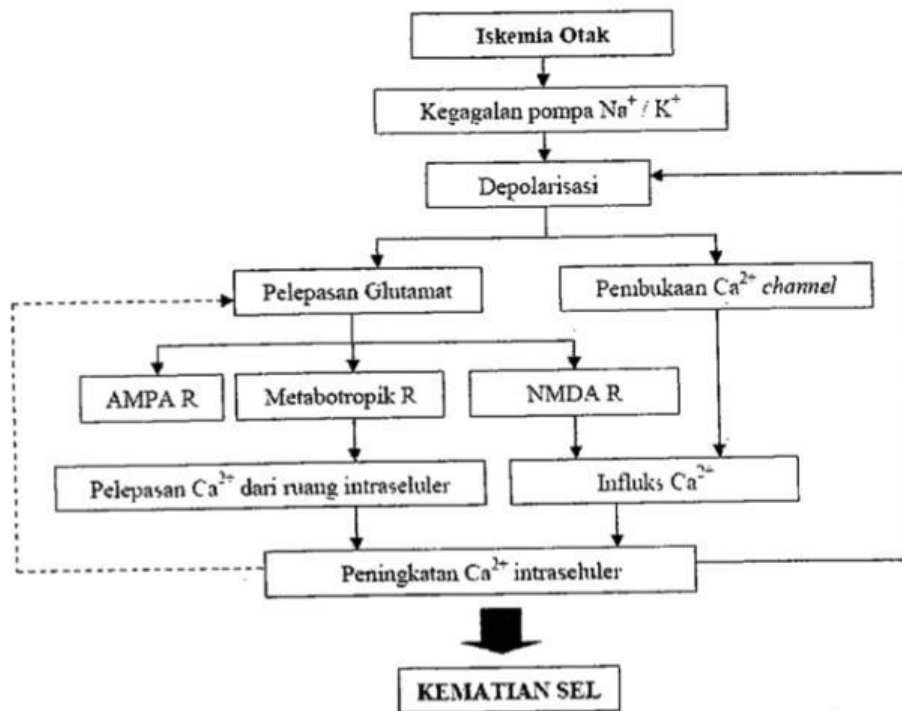 Iskemia Otak
Kegagalan pompa Na⁺ / K⁺
Depolarisasi
Pelepasan Glutamat
Pembukaan Ca²⁺ channel
AMPA R
Metabotropik R
NMDA R
Pelepasan Ca²⁺ dari ruang intraseluler
Influks Ca²⁺
Peningkatan Ca²⁺ intraseluler
KEMATIAN SEL